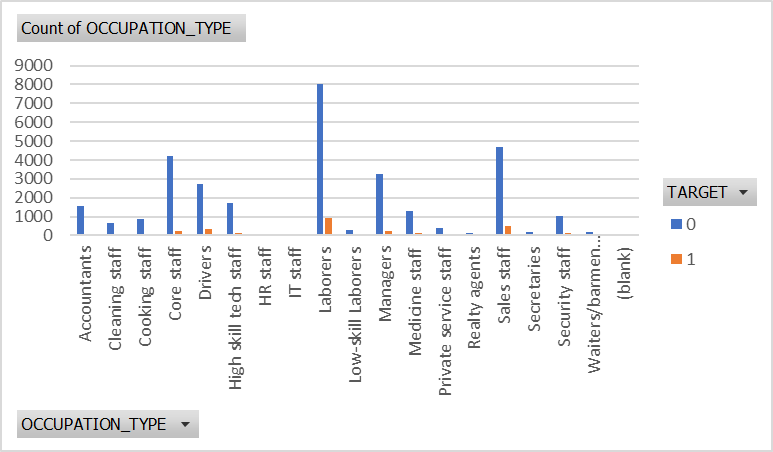 Count of OCCUPATION_TYPE
9000
8000
7000
6000
5000
4000
3000
2000
1000
0
Accountants
Cleaning staff
Cooking staff
Core staff
Drivers
High skill tech staff
HR staff
IT staff
Laborers
Low-skill Laborers
Managers
Medicine staff
Private service staff
Realty agents
Sales staff
Secretaries
Security staff
Waiters/barmen...
(blank)
TARGET
0
1
OCCUPATION_TYPE